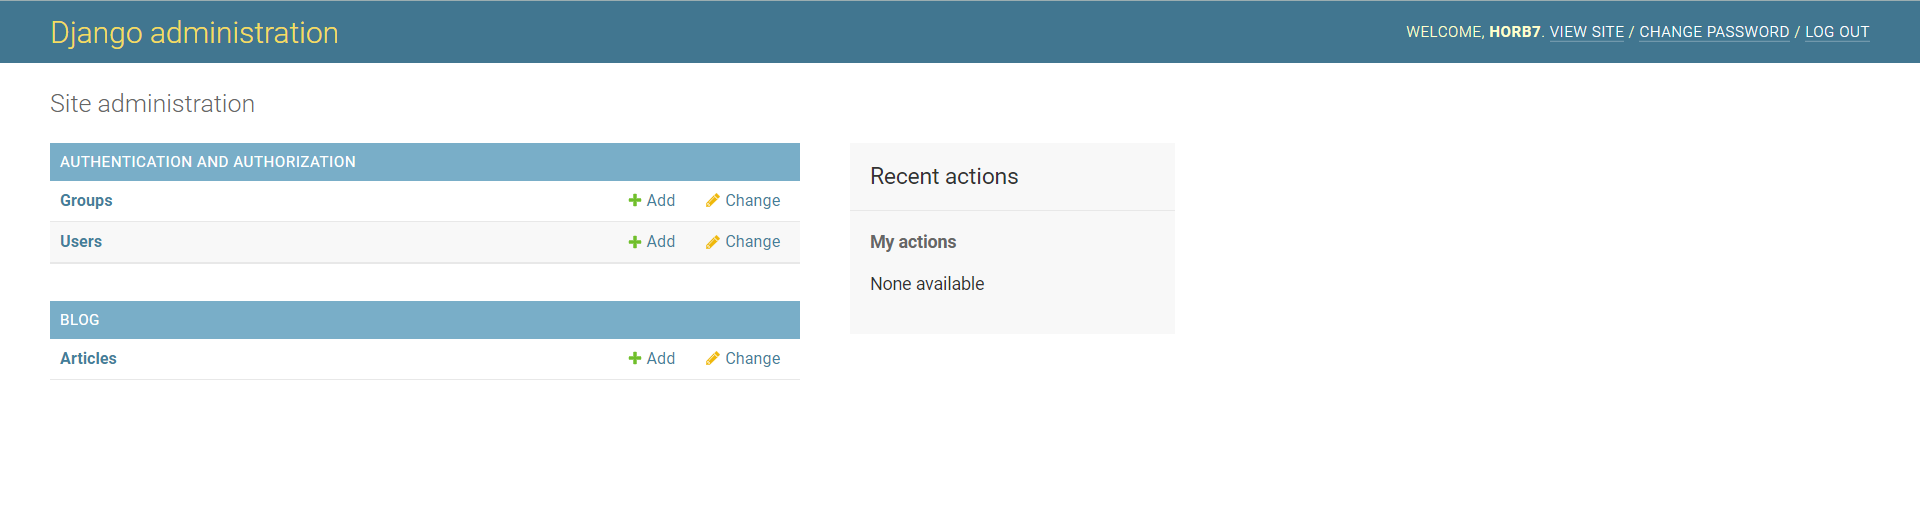 Django administration
WELCOME, HORB7. VIEW SITE / CHANGE PASSWORD / LOG OUT
Site administration
AUTHENTICATION AND AUTHORIZATION
Groups Add Change
Users Add Change
BLOG
Articles Add Change
Recent actions
My actions
None available